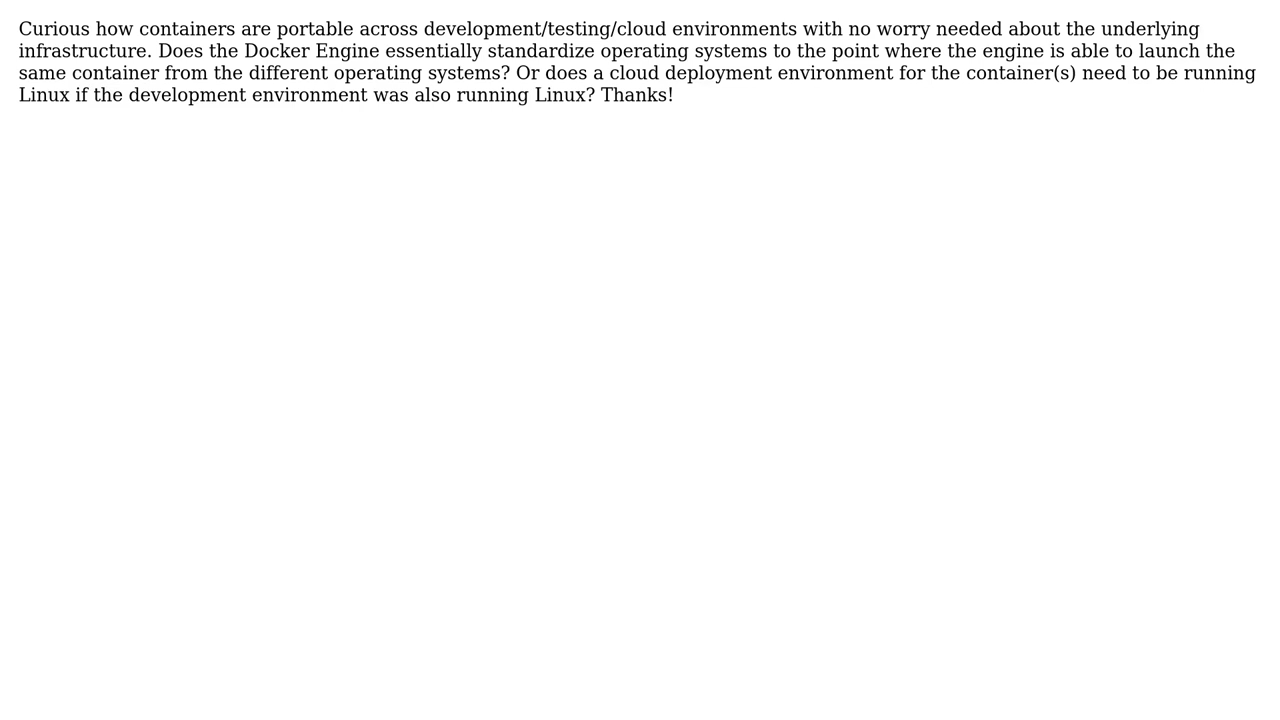 Curious how containers are portable across development/testing/cloud environments with no worry needed about the underlying
infrastructure. Does the Docker Engine essentially standardize operating systems to the point where the engine is able to launch the
same container from the different operating systems? Or does a cloud deployment environment for the container(s) need to be running
Linux if the development environment was also running Linux? Thanks!